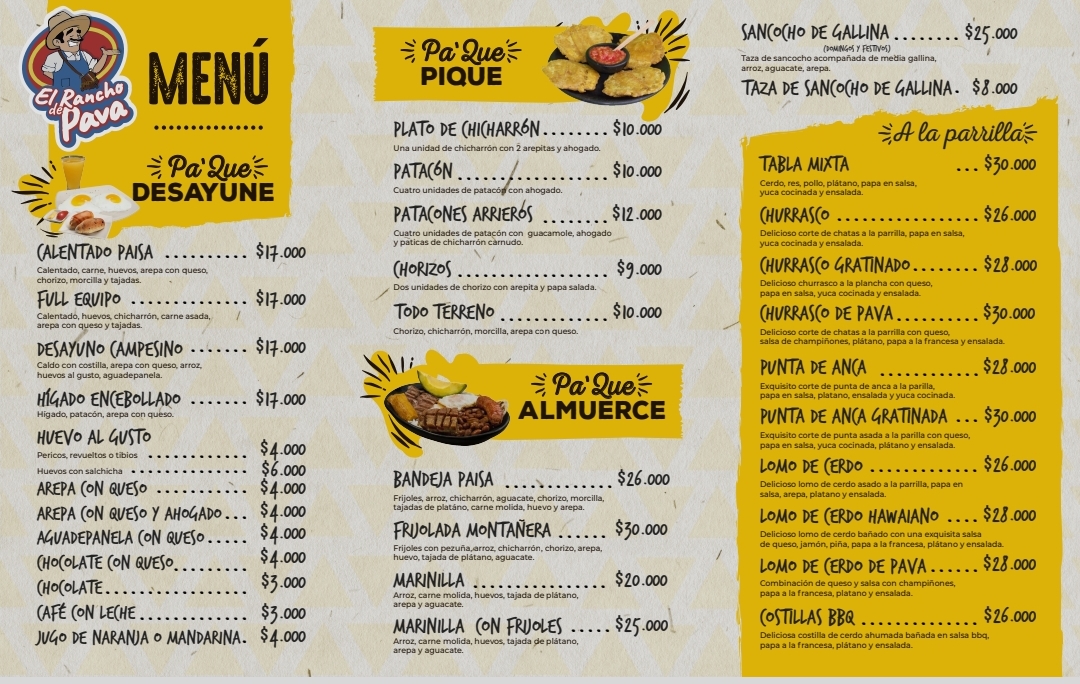 El Rancho
de Pava
MENÚ
Pa' Que
DESAYUNE
CALENTADO PAISA .......... $17.000
Calentado, carne, huevos, arepa con queso,
chorizo, morcilla y tajadas.
FULL EQUIPO ............. $17.000
Calentado, huevos, chicharrón, carne asada,
arepa con queso y tajadas.
DESAYUNO CAMPESINO ....... $17.000
Caldo con costilla, arepa con queso, arroz,
huevos al gusto, aguadepanela.
HÍGADO ENCEBOLLADO ........ $17.000
Hígado, patacón, arepa con queso.
HUEVO AL GUSTO
Pericos, revueltos o tibios ............ $4.000
Huevos con salchicha .............. $6.000
AREPA CON QUESO .......... $4.000
AREPA CON QUESO Y AHOGADO... $4.000
AGUADEPANELA CON QUESO..... $4.000
CHOCOLATE CON QUESO........ $4.000
CHOCOLATE................ $3.000
CAFÉ CON LECHE ............ $3.000
JUGO DE NARANJA O MANDARINA. $4.000
Pa' Que
PIQUE
PLATO DE CHICHARRÓN........ $10.000
Una unidad de chicharrón con 2 arepitas y ahogado.
PATACÓN .................. $10.000
Cuatro unidades de patacón con ahogado.
PATACONES ARRIERÓS ........ $12.000
Cuatro unidades de patacón con guacamole, ahogado
y paticas de chicharrón carnudo.
CHORIZOS .................. $9.000
Dos unidades de chorizo con arepita y papa salada.
TODO TERRENO ............. $10.000
Chorizo, chicharrón, morcilla, arepa con queso.
Pa' Que
ALMUERCE
BANDEJA PAISA ............ $26.000
Frijoles, arroz, chicharrón, aguacate, chorizo, morcilla,
tajadas de platáno, carne molida, huevo y arepa.
FRIJOLADA MONTAÑERA ...... $30.000
Frijoles con pezuña,arroz, chicharrón, chorizo, arepa,
huevo, tajada de plátano, aguacate.
MARINILLA ................ $20.000
Arroz, carne molida, huevos, tajada de plátano,
arepa y aguacate.
MARINILLA CON FRIJOLES ..... $25.000
Arroz, carne molida, huevos, tajada de plátano,
arepa y aguacate.
SANCOCHO DE GALLINA ........ $25.000
(DOMINGOS Y FESTIVOS)
Taza de sancocho acompañada de media gallina,
arroz, aguacate, arepa.
TAZA DE SANCOCHO DE GALLINA. $8.000
A la parrilla
TABLA MIXTA ... $30.000
Cerdo, res, pollo, plátano, papa en salsa,
yuca cocinada y ensalada.
CHURRASCO ................. $26.000
Delicioso corte de chatas a la parrilla, papa en salsa,
yuca cocinada y ensalada.
CHURRASCO GRATINADO........ $28.000
Delicioso churrasco a la plancha con queso,
papa en salsa, yuca cocinada y ensalada.
CHURRASCO DE PAVA.......... $30.000
Delicioso corte de chatas a la parrilla con queso,
salsa de champiñones, plátano, papa a la francesa y ensalada.
PUNTA DE ANCA ............ $28.000
Exquisito corte de punta de anca a la parrilla,
papa en salsa, platano, ensalada y yuca cocinada.
PUNTA DE ANCA GRATINADA ... $30.000
Exquisito corte de punta asada a la parrilla con queso,
papa en salsa, yuca cocinada, plátano y ensalada.
LOMO DE CERDO ............. $26.000
Delicioso lomo de cerdo asado a la parrilla, papa en
salsa, arepa, platano y ensalada.
LOMO DE CERDO HAWAIANO .... $28.000
Delicioso lomo de cerdo bañado con una exquisita salsa
de queso, jamón, piña, papa a la francesa, plátano y ensalada.
LOMO DE CERDO DE PAVA...... $28.000
Combinación de queso y salsa con champiñones,
papa a la francesa, platano y ensalada.
COSTILLAS BBQ ............. $26.000
Deliciosa costilla de cerdo ahumada bañada en salsa bbq,
papa a la francesa, plátano y ensalada.